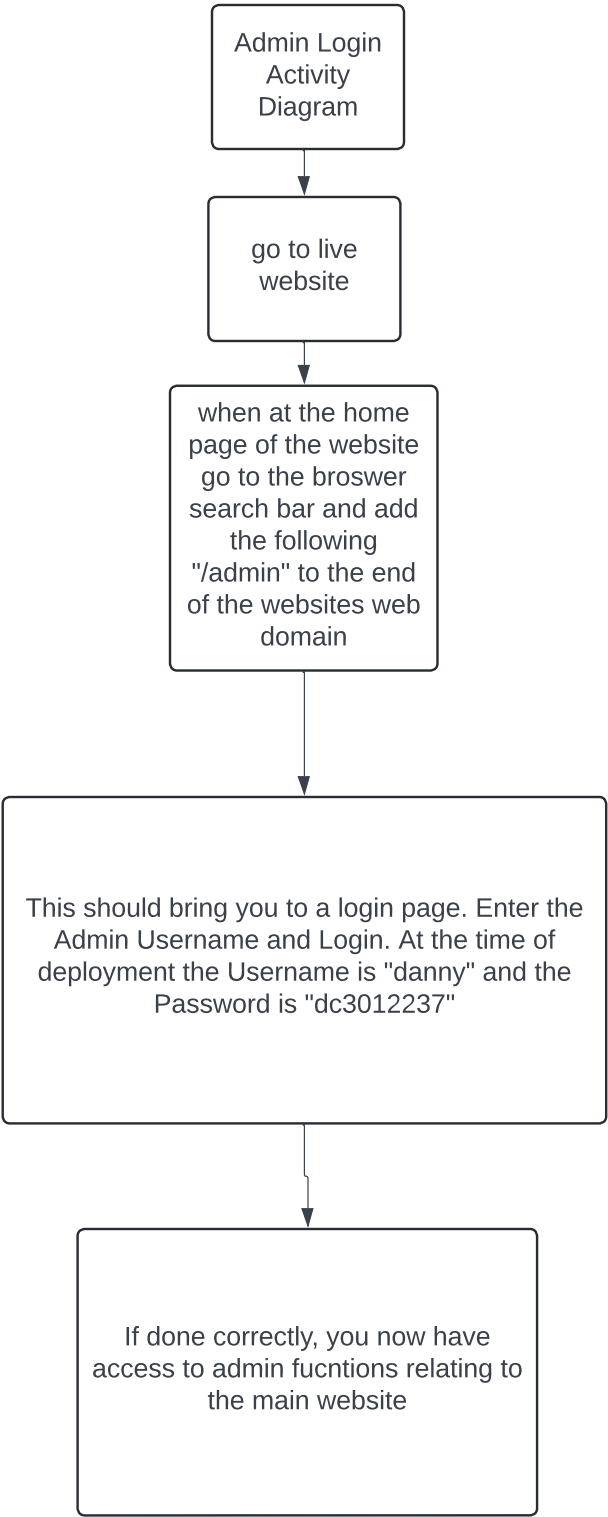 Admin Login
Activity
Diagram
go to live
website
when at the home
page of the website
go to the broswer
search bar and add
the following
"/admin" to the end
of the websites web
domain
This should bring you to a login page. Enter the
Admin Username and Login. At the time of
deployment the Username is "danny" and the
Password is "dc3012237"
If done correctly, you now have
access to admin fucntions relating to
the main website